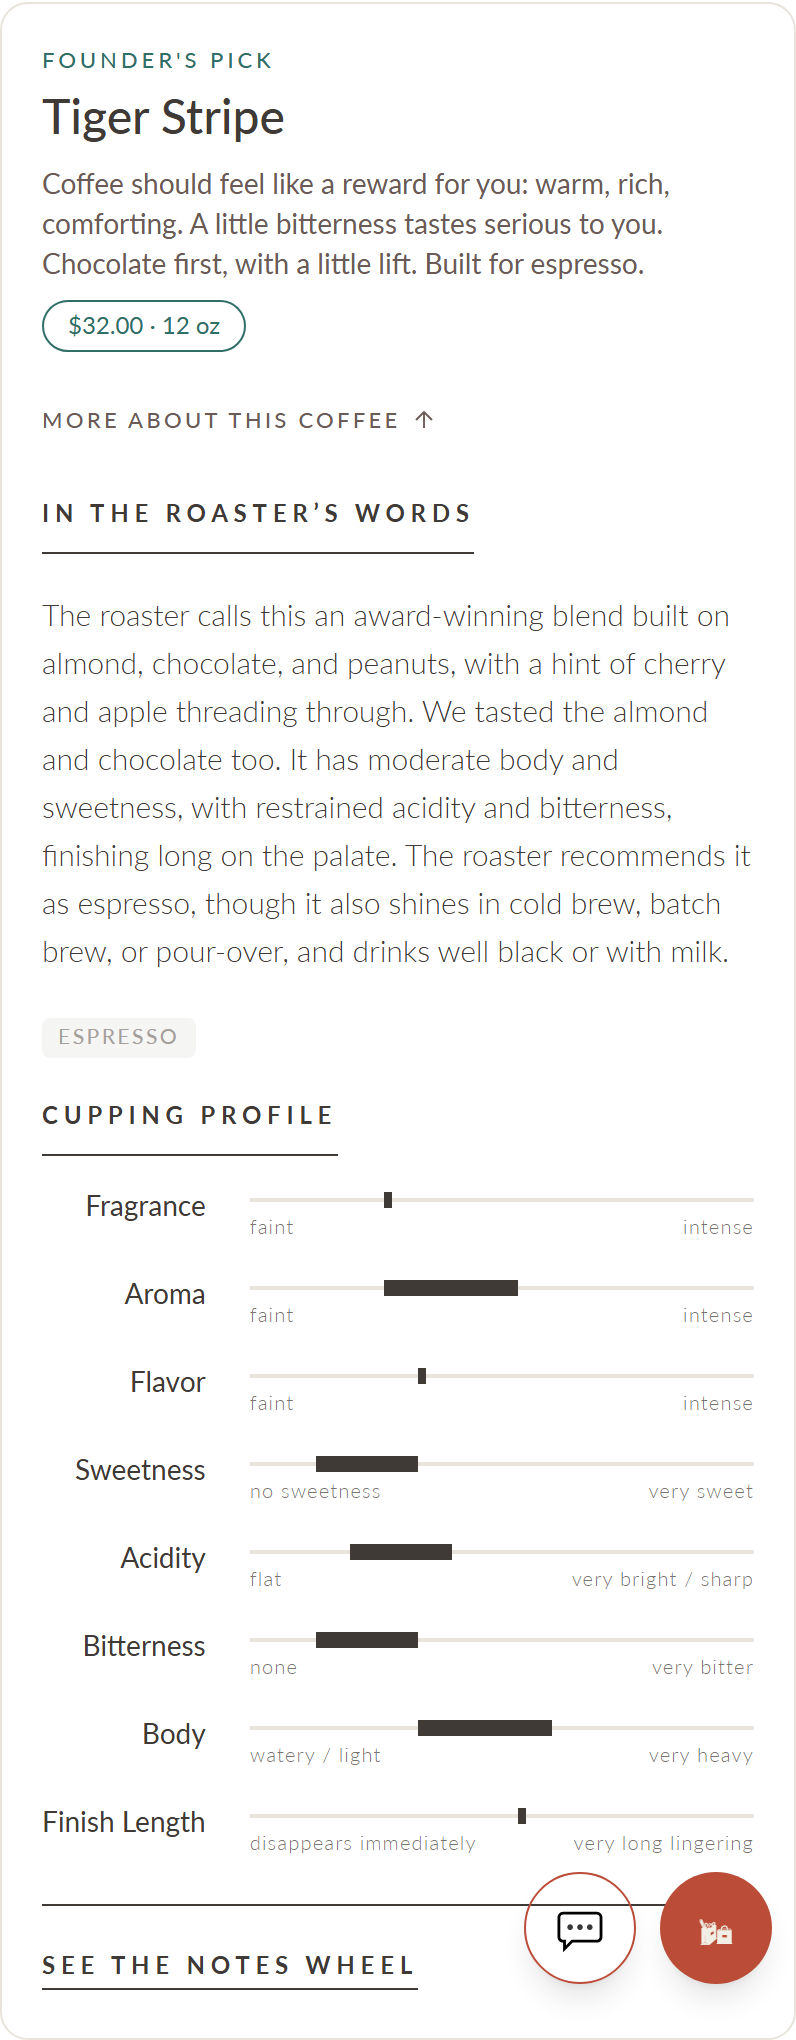 FOUNDER'S PICK
Tiger Stripe
Coffee should feel like a reward for you: warm, rich,
comforting. A little bitterness tastes serious to you.
Chocolate first, with a little lift. Built for espresso.
$32.00 · 12 oz
MORE ABOUT THIS COFFEE ↑
IN THE ROASTER’S WORDS
The roaster calls this an award-winning blend built on
almond, chocolate, and peanuts, with a hint of cherry
and apple threading through. We tasted the almond
and chocolate too. It has moderate body and
sweetness, with restrained acidity and bitterness,
finishing long on the palate. The roaster recommends it
as espresso, though it also shines in cold brew, batch
brew, or pour-over, and drinks well black or with milk.
ESPRESSO
CUPPING PROFILE
Fragrance
faint intense
Aroma
faint intense
Flavor
faint intense
Sweetness
no sweetness very sweet
Acidity
flat very bright / sharp
Bitterness
none very bitter
Body
watery / light very heavy
Finish Length
disappears immediately very long lingering
SEE THE NOTES WHEEL